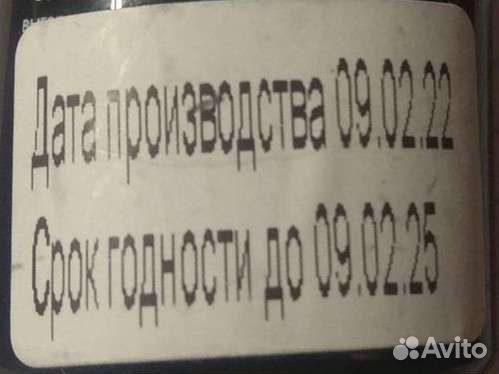 Дата производства 09.02.22
Срок годности до 09.02.25
Avito